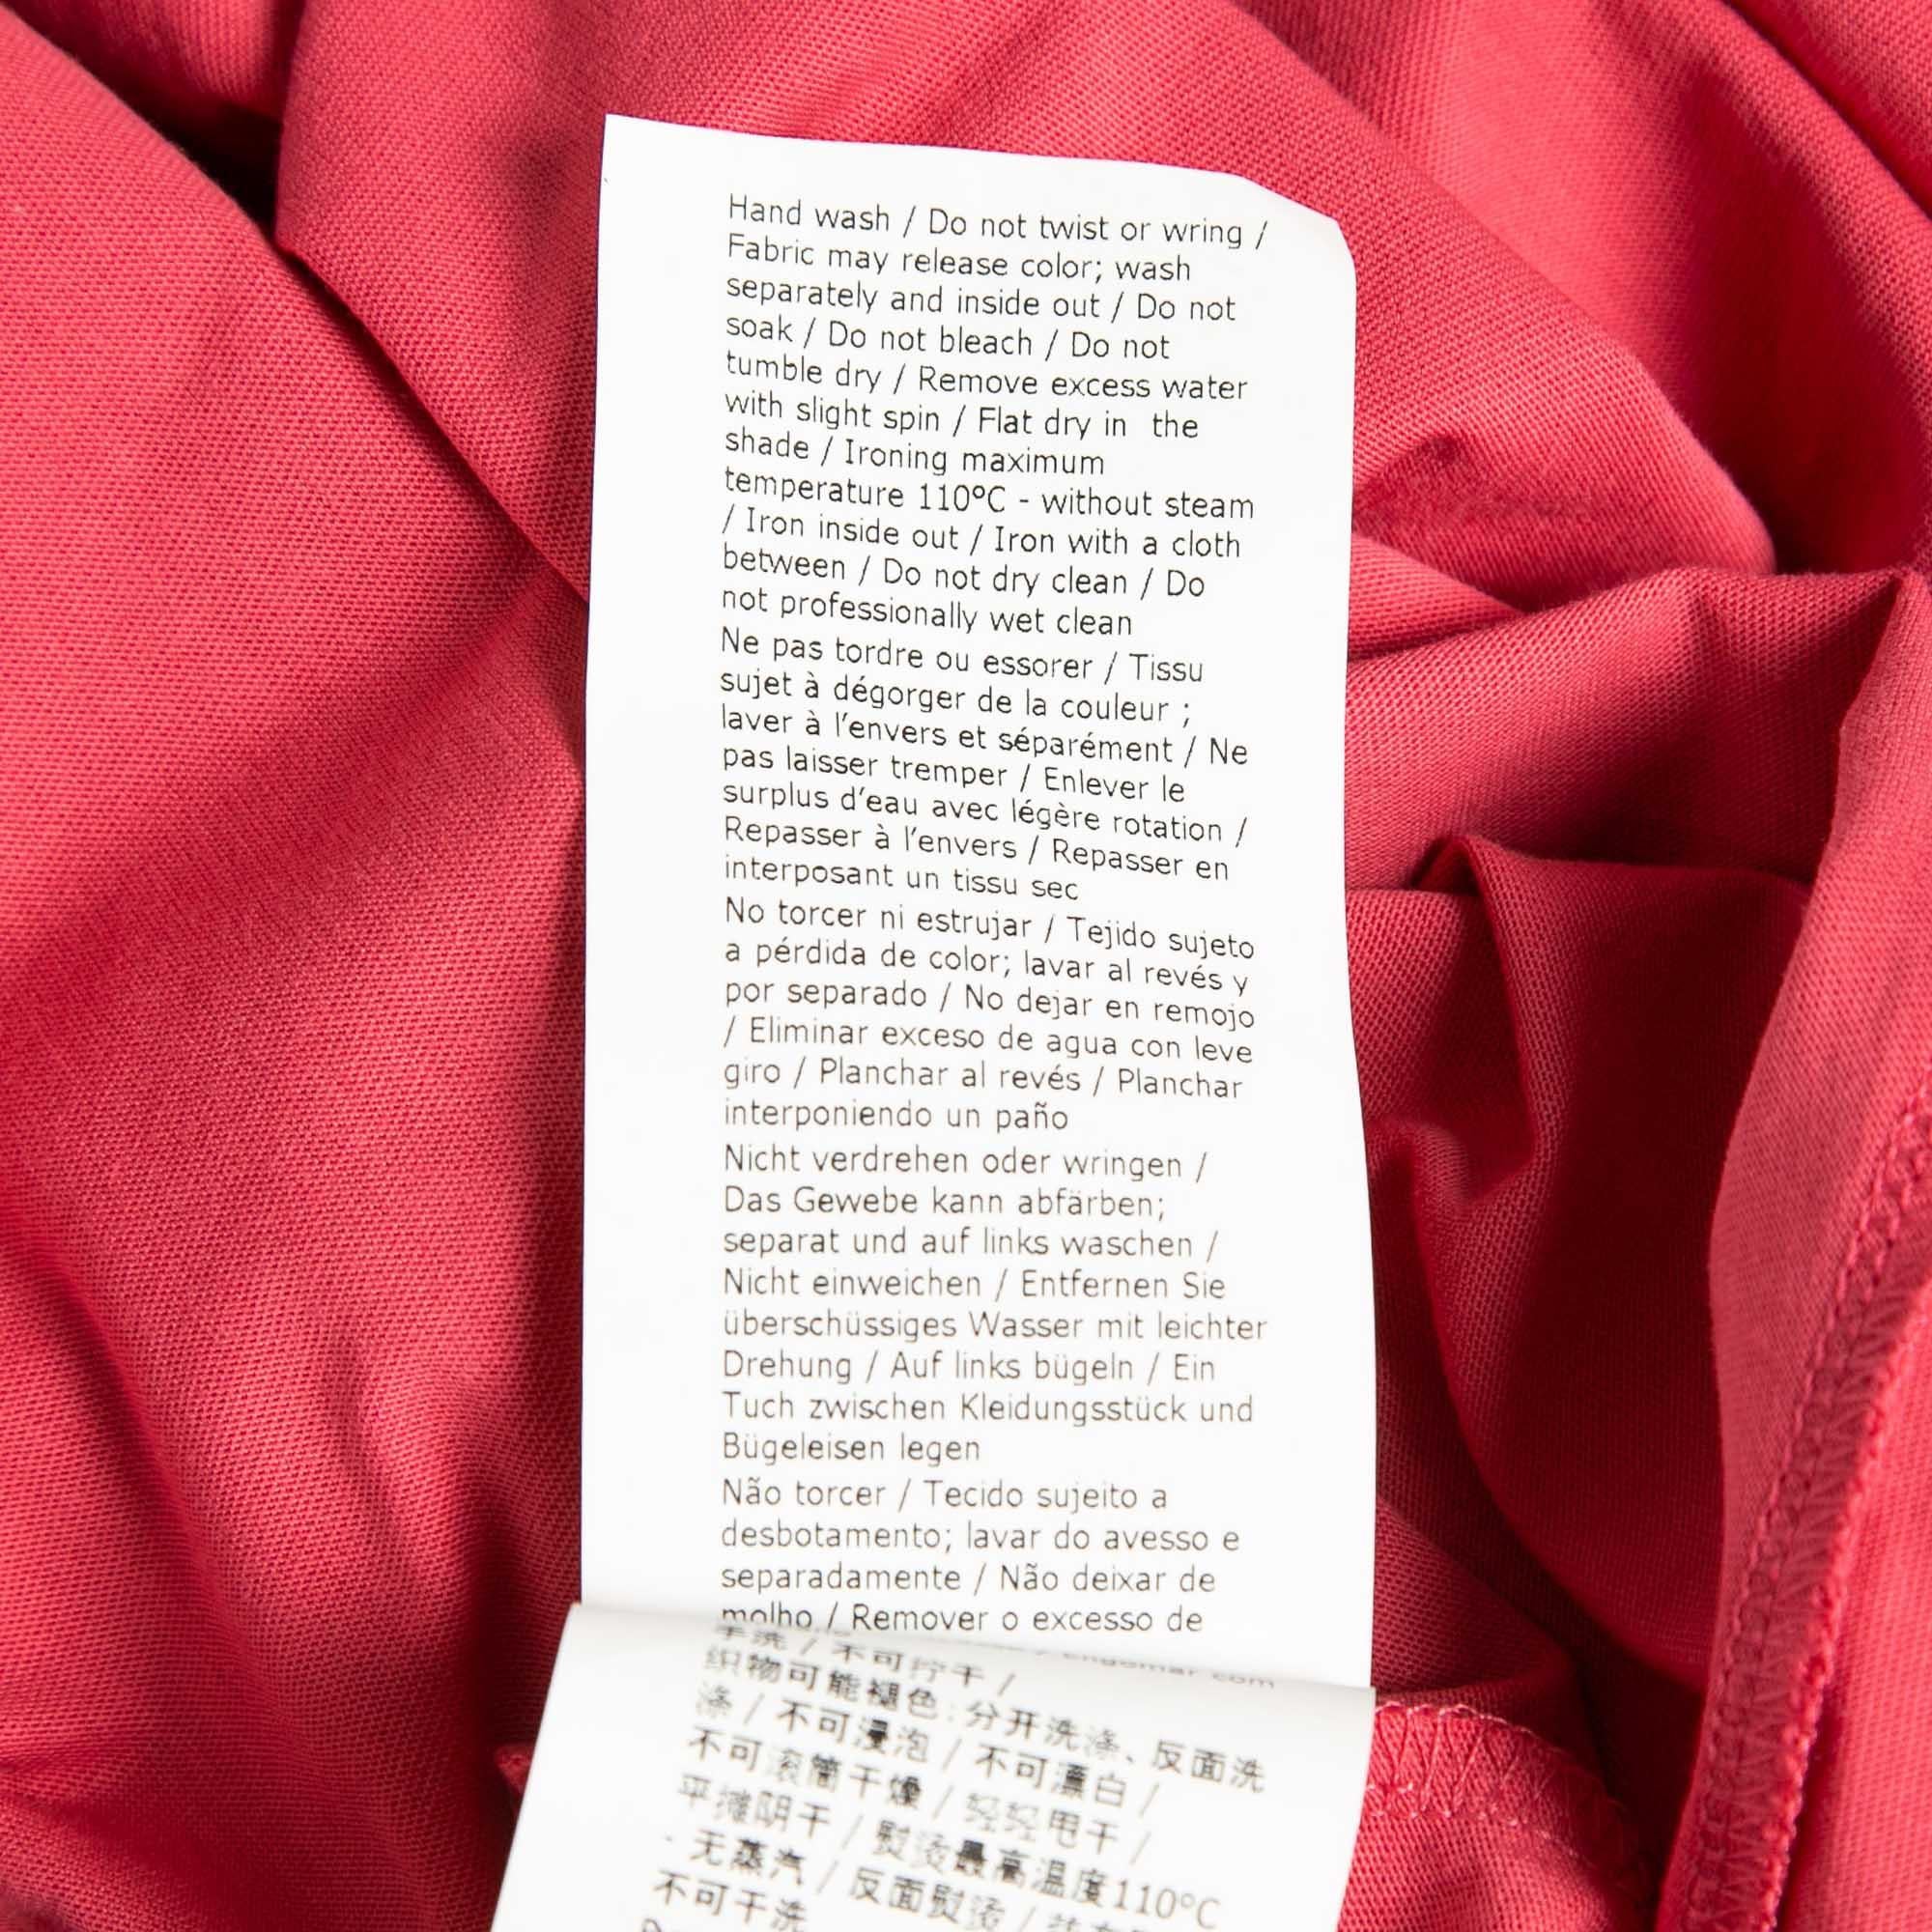 Hand wash / Do not twist or wring /
Fabric may release color; wash
separately and inside out / Do not
soak / Do not bleach / Do not
tumble dry / Remove excess water
with slight spin / Flat dry in the
shade / Ironing maximum
temperature 110°C - without steam
/ Iron inside out / Iron with a cloth
between / Do not dry clean / Do
not professionally wet clean
Ne pas tordre ou essorer / Tissu
sujet à dégorger de la couleur ;
laver à l'envers et séparément / Ne
pas laisser tremper / Enlever le
surplus d'eau avec légère rotation /
Repasser à l'envers / Repasser en
interposant un tissu sec
No torcer ni estrujar / Tejido sujeto
a pérdida de color; lavar al revés y
por separado / No dejar en remojo
/ Eliminar exceso de agua con leve
giro / Planchar al revés / Planchar
interponiendo un paño
Nicht verdrehen oder wringen /
Das Gewebe kann abfärben;
separat und auf links waschen /
Nicht einweichen / Entfernen Sie
überschüssiges Wasser mit leichter
Drehung / Auf links bügeln / Ein
Tuch zwischen Kleidungsstück und
Bügeleisen legen
Não torcer / Tecido sujeito a
desbotamento; lavar do avesso e
separadamente / Não deixar de
molho / Remover o excesso de
手洗 / 不可拧干 /
织物可能褪色:分开洗涤、反面洗
涤 / 不可浸泡 / 不可漂白 /
不可滚筒干燥 / 轻轻甩干 /
平摊阴干 / 熨烫最高温度110°C
- 无蒸汽 / 反面熨烫 /
不可干洗